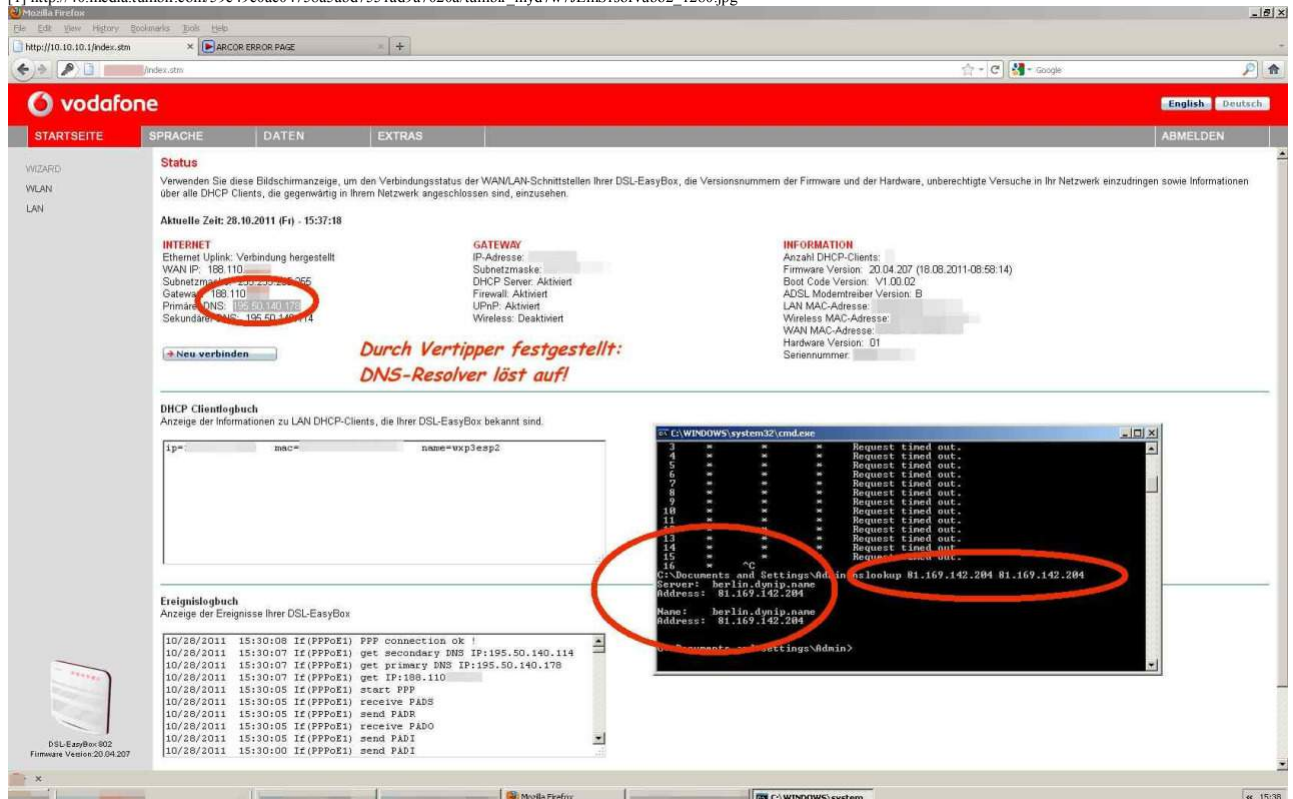 Mozilla Firefox
File Edit View History Bookmarks Tools Help
http://10.10.10.1/index.stm
ARCOR ERROR PAGE
/index.stm
Google
vodafone
English Deutsch
STARTSEITE SPRACHE DATEN EXTRAS ABMELDEN
WIZARD
WLAN
LAN
Status
Verwenden Sie diese Bildschirmanzeige, um den Verbindungsstatus der WAN/LAN-Schnittstellen Ihrer DSL-EasyBox, die Versionsnummern der Firmware und der Hardware, unberechtigte Versuche in Ihr Netzwerk einzudringen sowie Informationen
über alle DHCP Clients, die gegenwärtig in Ihrem Netzwerk angeschlossen sind, einzusehen.
Aktuelle Zeit: 28.10.2011 (Fr) - 15:37:18
INTERNET
Ethernet Uplink: Verbindung hergestellt
WAN IP: 188.110
Gateway: 188.110
Primärer DNS: 195.50.140.178
Sekundärer DNS: 195.50.140.114
Neu verbinden
GATEWAY
IP-Adresse:
Subnetzmaske:
DHCP Server: Aktiviert
Firewall: Aktiviert
UPnP: Aktiviert
Wireless: Deaktiviert
INFORMATION
Anzahl DHCP-Clients:
Firmware Version: 20.04.207 (18.08.2011-08:58:14)
Boot Code Version: V1.00.02
ADSL Modemtreiber Version: B
LAN MAC-Adresse:
Wireless MAC-Adresse:
WAN MAC-Adresse:
Hardware Version: 01
Seriennummer:
Durch Vertipper festgestellt:
DNS-Resolver löst auf!
DHCP Clientlogbuch
Anzeige der Informationen zu LAN DHCP-Clients, die Ihrer DSL-EasyBox bekannt sind.
ip= mac= name=vxp3esp2
Ereignislogbuch
Anzeige der Ereignisse Ihrer DSL-EasyBox
10/28/2011 15:30:08 If(PPPoE1) PPP connection ok !
10/28/2011 15:30:07 If(PPPoE1) get secondary DNS IP:195.50.140.114
10/28/2011 15:30:07 If(PPPoE1) get primary DNS IP:195.50.140.178
10/28/2011 15:30:07 If(PPPoE1) get IP:188.110
10/28/2011 15:30:05 If(PPPoE1) start PPP
10/28/2011 15:30:05 If(PPPoE1) receive PADS
10/28/2011 15:30:05 If(PPPoE1) send PADR
10/28/2011 15:30:05 If(PPPoE1) receive PADO
10/28/2011 15:30:05 If(PPPoE1) send PADI
10/28/2011 15:30:00 If(PPPoE1) send PADI
DSL-EasyBox 802
Firmware Version:20.04.207
C:\WINDOWS\system32\cmd.exe
3 * * * Request timed out.
4 * * * Request timed out.
5 * * * Request timed out.
6 * * * Request timed out.
7 * * * Request timed out.
8 * * * Request timed out.
9 * * * Request timed out.
10 * * * Request timed out.
11 * * * Request timed out.
* * * Request timed out.
13 * * * Request timed out.
14 * * * Request timed out.
15 * * * Request timed out.
16 * ^C
C:\Documents and Settings\Admin>nslookup 81.169.142.204 81.169.142.204
Server: berlin.dynip.name
Address: 81.169.142.204
Name: berlin.dynip.name
Address: 81.169.142.204
C:\Documents and Settings\Admin>
Mozilla Firefox
C:\WINDOWS\system
15:38